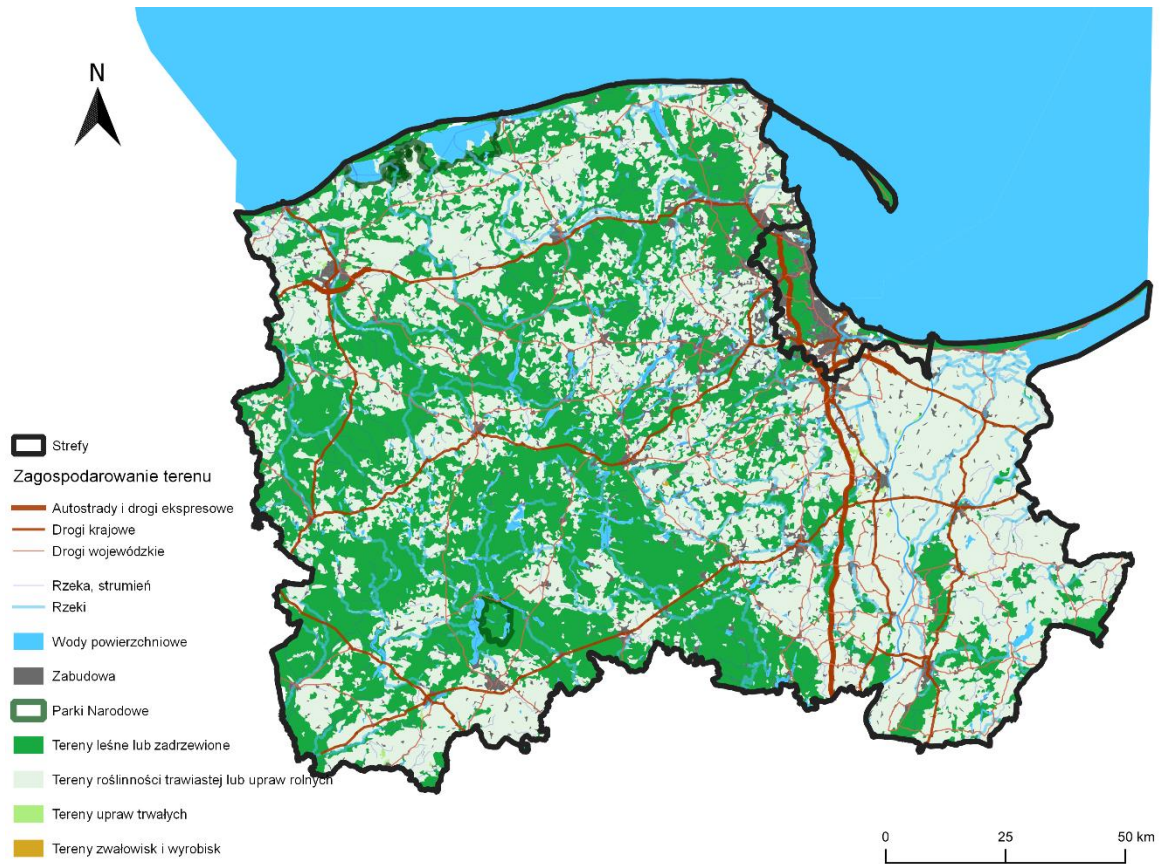 N
Strefy
Zagospodarowanie terenu
Autostrady i drogi ekspresowe
Drogi krajowe
Drogi wojewódzkie
Rzeka, strumień
Rzeki
Wody powierzchniowe
Zabudowa
Parki Narodowe
Tereny leśne lub zadrzewione
Tereny roślinności trawiastej lub upraw rolnych
Tereny upraw trwałych
Tereny zwałowisk i wyrobisk
0 25 50 km